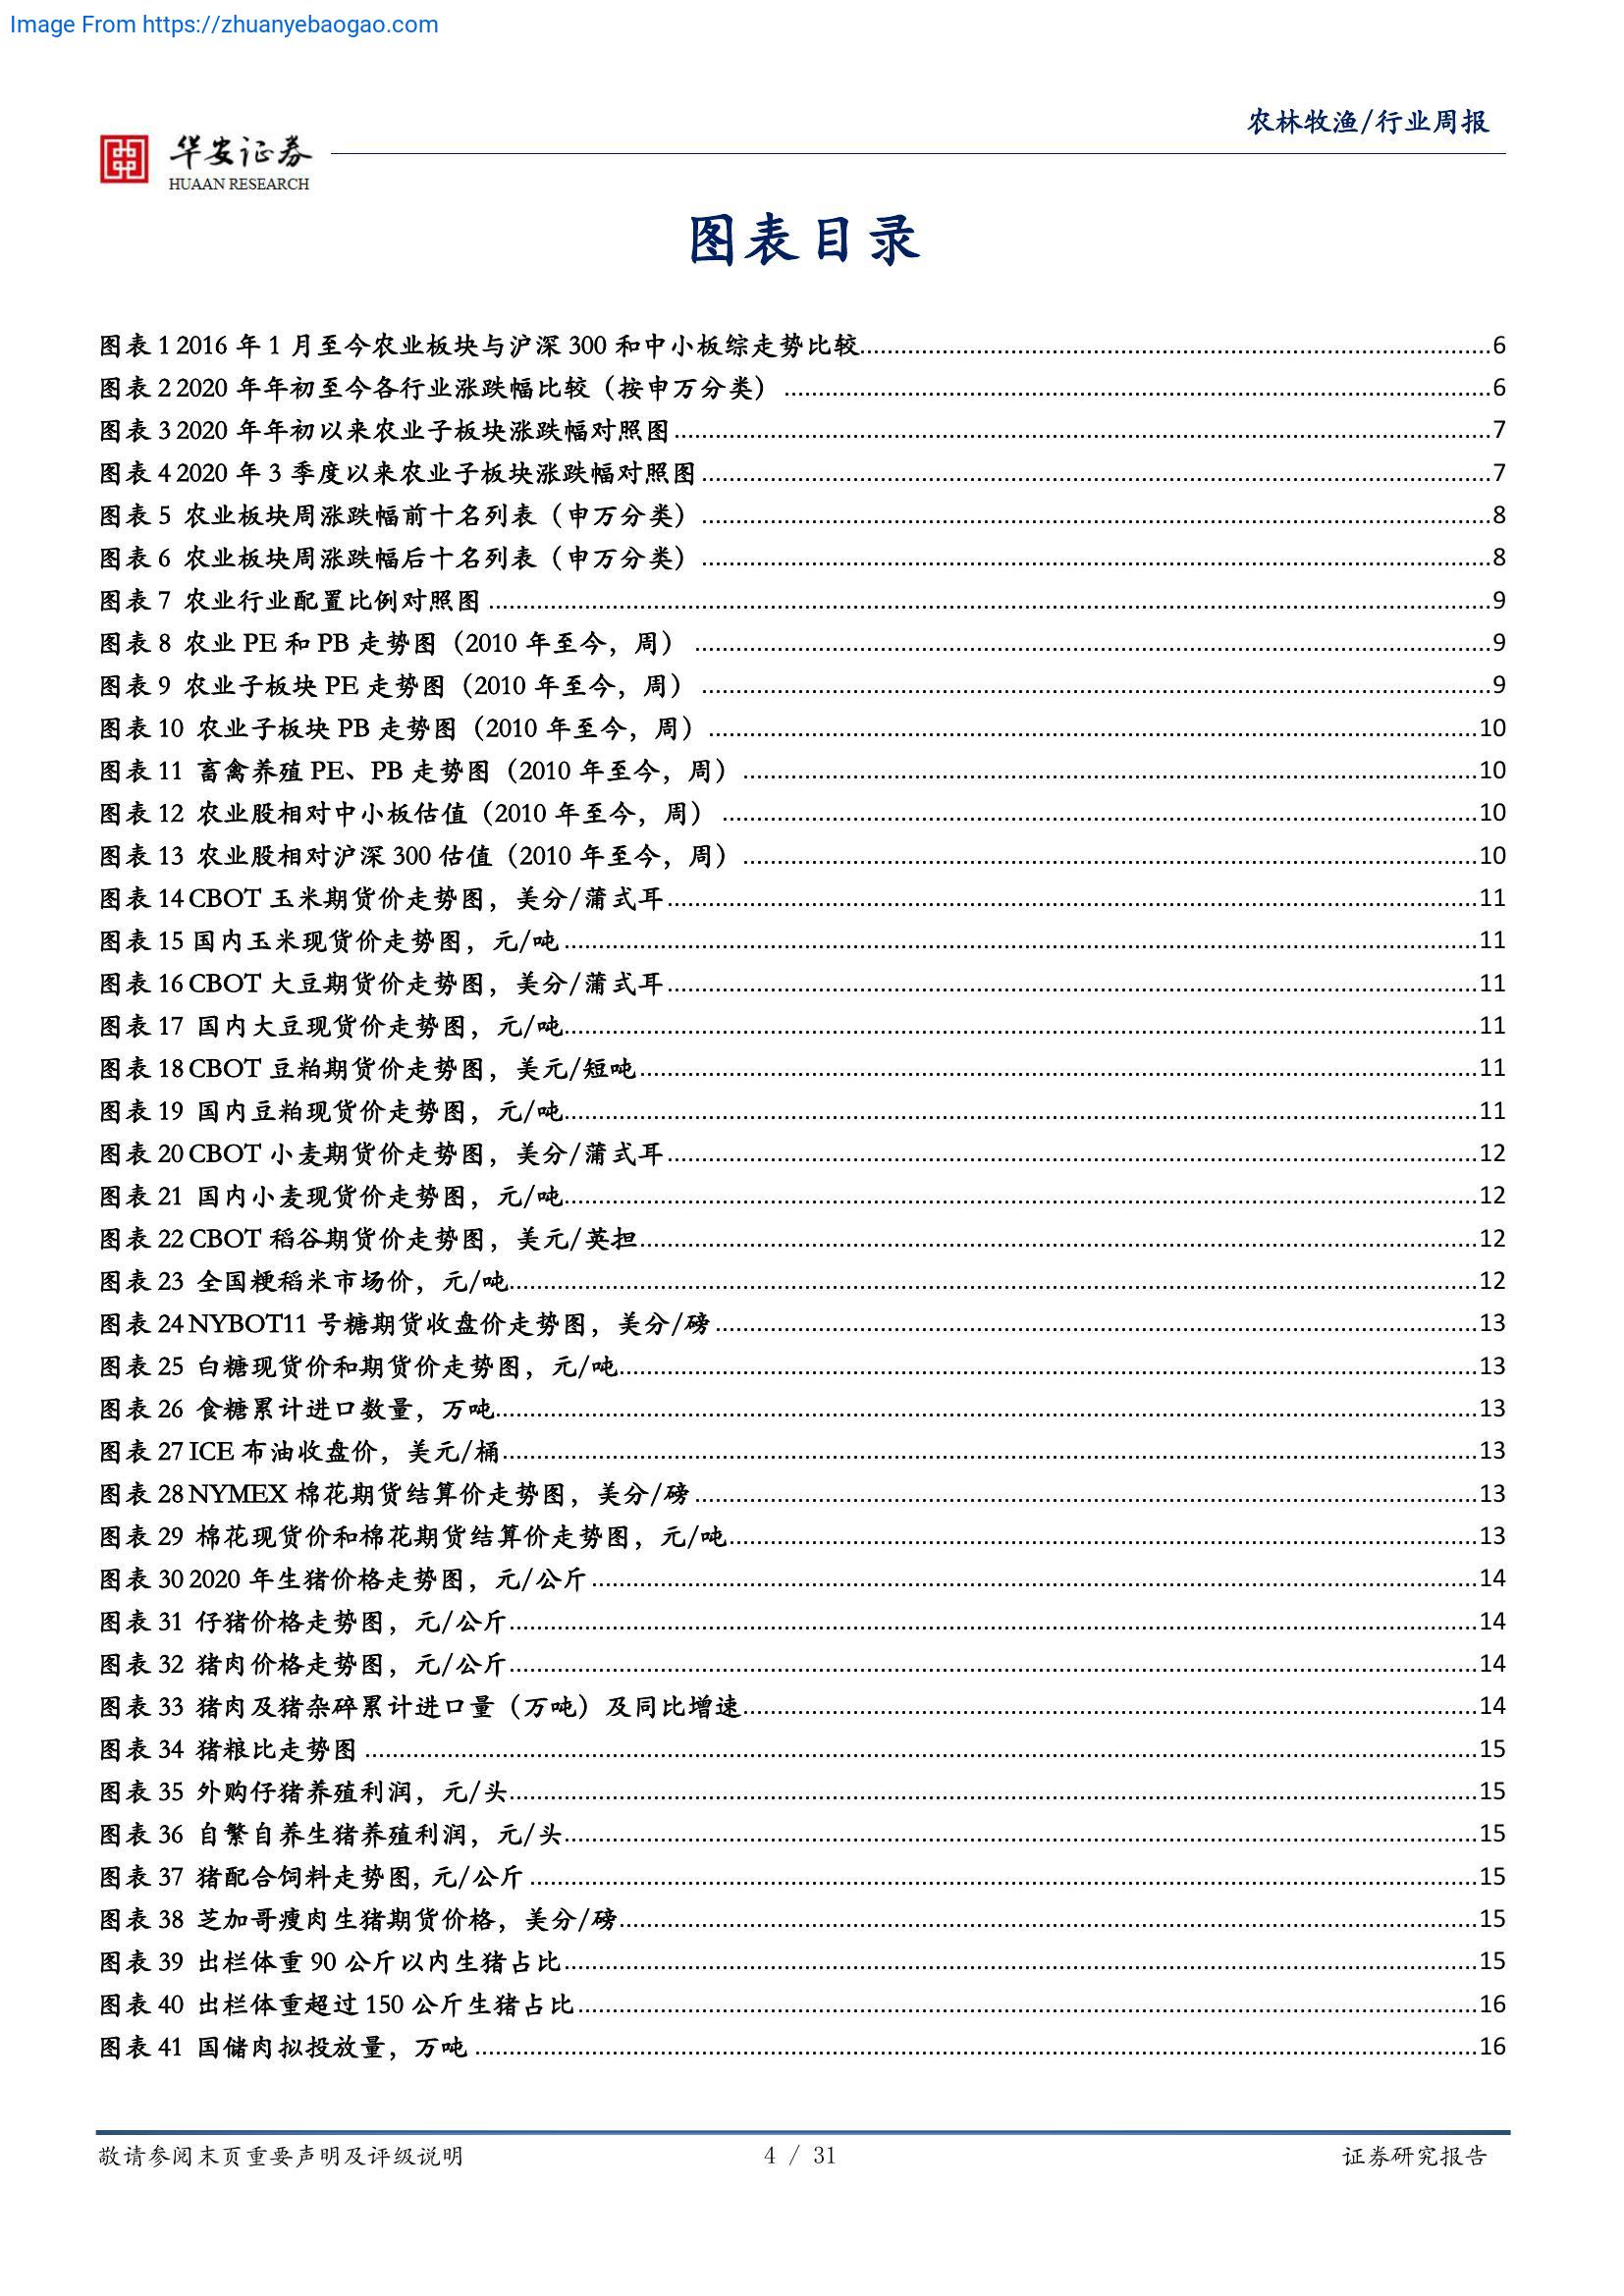 Image From https://zhuanyebaogao.com
农林牧渔/行业周报
华安证券
HUAAN RESEARCH
图表目录
图表 1 2016 年 1 月至今农业板块与沪深 300 和中小板综走势比较 6
图表 2 2020 年年初至今各行业涨跌幅比较（按申万分类） 6
图表 3 2020 年年初以来农业子板块涨跌幅对照图 7
图表 4 2020 年 3 季度以来农业子板块涨跌幅对照图 7
图表 5 农业板块周涨跌幅前十名列表（申万分类） 8
图表 6 农业板块周涨跌幅后十名列表（申万分类） 8
图表 7 农业行业配置比例对照图 9
图表 8 农业 PE 和 PB 走势图（2010 年至今，周） 9
图表 9 农业子板块 PE 走势图（2010 年至今，周） 9
图表 10 农业子板块 PB 走势图（2010 年至今，周） 10
图表 11 畜禽养殖 PE、PB 走势图（2010 年至今，周） 10
图表 12 农业股相对中小板估值（2010 年至今，周） 10
图表 13 农业股相对沪深 300 估值（2010 年至今，周） 10
图表 14 CBOT 玉米期货价走势图，美分/蒲式耳 11
图表 15 国内玉米现货价走势图，元/吨 11
图表 16 CBOT 大豆期货价走势图，美分/蒲式耳 11
图表 17 国内大豆现货价走势图，元/吨 11
图表 18 CBOT 豆粕期货价走势图，美元/短吨 11
图表 19 国内豆粕现货价走势图，元/吨 11
图表 20 CBOT 小麦期货价走势图，美分/蒲式耳 12
图表 21 国内小麦现货价走势图，元/吨 12
图表 22 CBOT 稻谷期货价走势图，美元/英担 12
图表 23 全国粳稻米市场价，元/吨 12
图表 24 NYBOT11 号糖期货收盘价走势图，美分/磅 13
图表 25 白糖现货价和期货价走势图，元/吨 13
图表 26 食糖累计进口数量，万吨 13
图表 27 ICE 布油收盘价，美元/桶 13
图表 28 NYMEX 棉花期货结算价走势图，美分/磅 13
图表 29 棉花现货价和棉花期货结算价走势图，元/吨 13
图表 30 2020 年生猪价格走势图，元/公斤 14
图表 31 仔猪价格走势图，元/公斤 14
图表 32 猪肉价格走势图，元/公斤 14
图表 33 猪肉及猪杂碎累计进口量（万吨）及同比增速 14
图表 34 猪粮比走势图 15
图表 35 外购仔猪养殖利润，元/头 15
图表 36 自繁自养生猪养殖利润，元/头 15
图表 37 猪配合饲料走势图, 元/公斤 15
图表 38 芝加哥瘦肉生猪期货价格，美分/磅 15
图表 39 出栏体重 90 公斤以内生猪占比 15
图表 40 出栏体重超过 150 公斤生猪占比 16
图表 41 国储肉拟投放量，万吨 16
敬请参阅末页重要声明及评级说明
4 / 31
证券研究报告